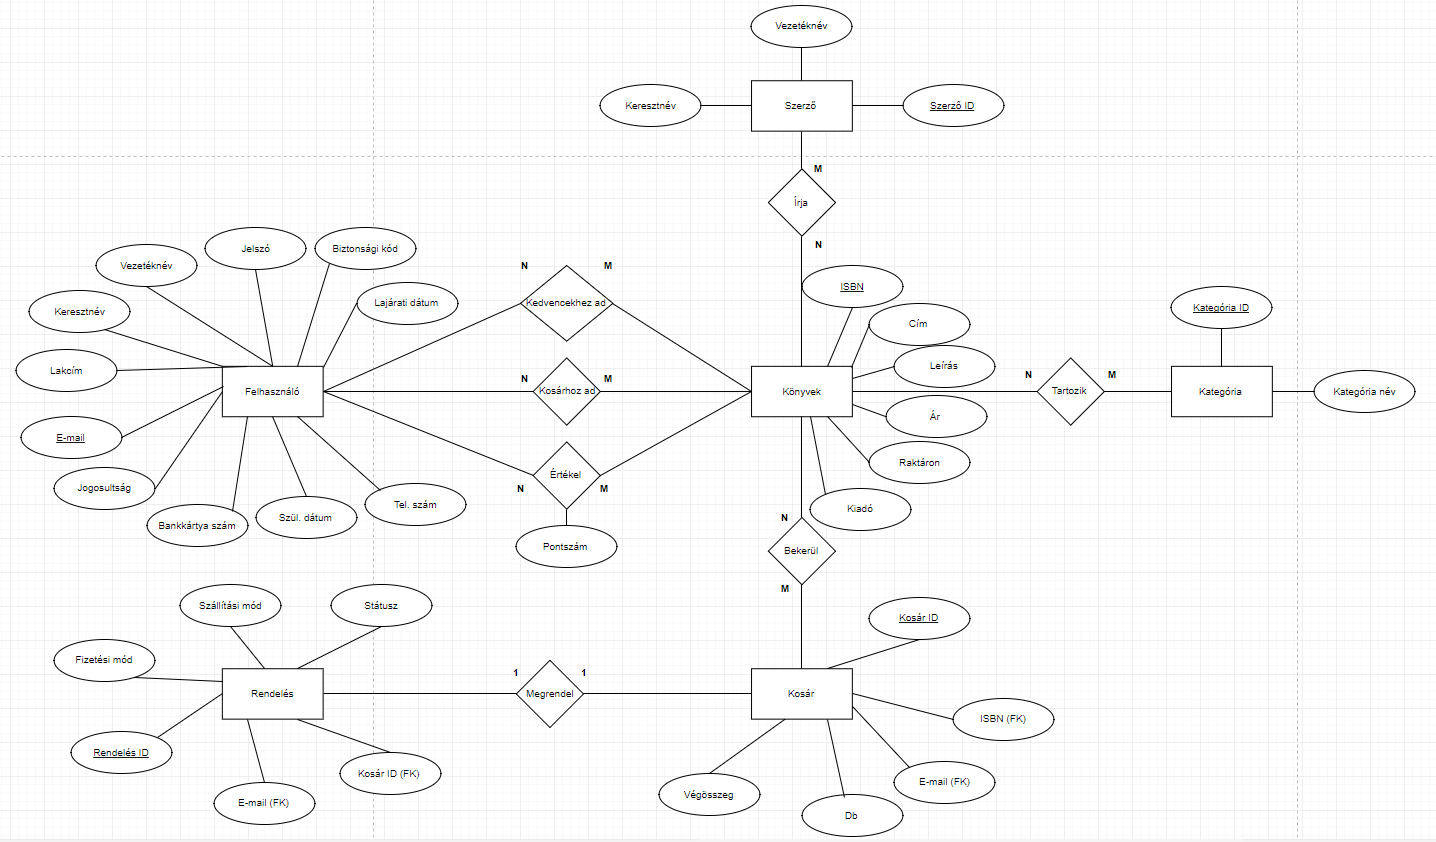 Vezetéknév
Keresztnév
Szerző
Szerző ID
M
Írja
N
Jelszó
Biztonsági kód
Vezetéknév
Lajárati dátum
Keresztnév
Lakcím
Felhasználó
E-mail
Jogosultság
Bankkártya szám
Szül. dátum
Tel. szám
N
M
Kedvencekhez ad
N
M
Kosárhoz ad
Értékel
N
M
Pontszám
ISBN
Cím
Leírás
Könyvek
Ár
Raktáron
Kiadó
N
M
Tartozik
Kategória ID
Kategória
Kategória név
N
Bekerül
M
Szállítási mód
Státusz
Fizetési mód
Rendelés
Rendelés ID
E-mail (FK)
Kosár ID (FK)
1
1
Megrendel
Kosár ID
Kosár
ISBN (FK)
E-mail (FK)
Végösszeg
Db